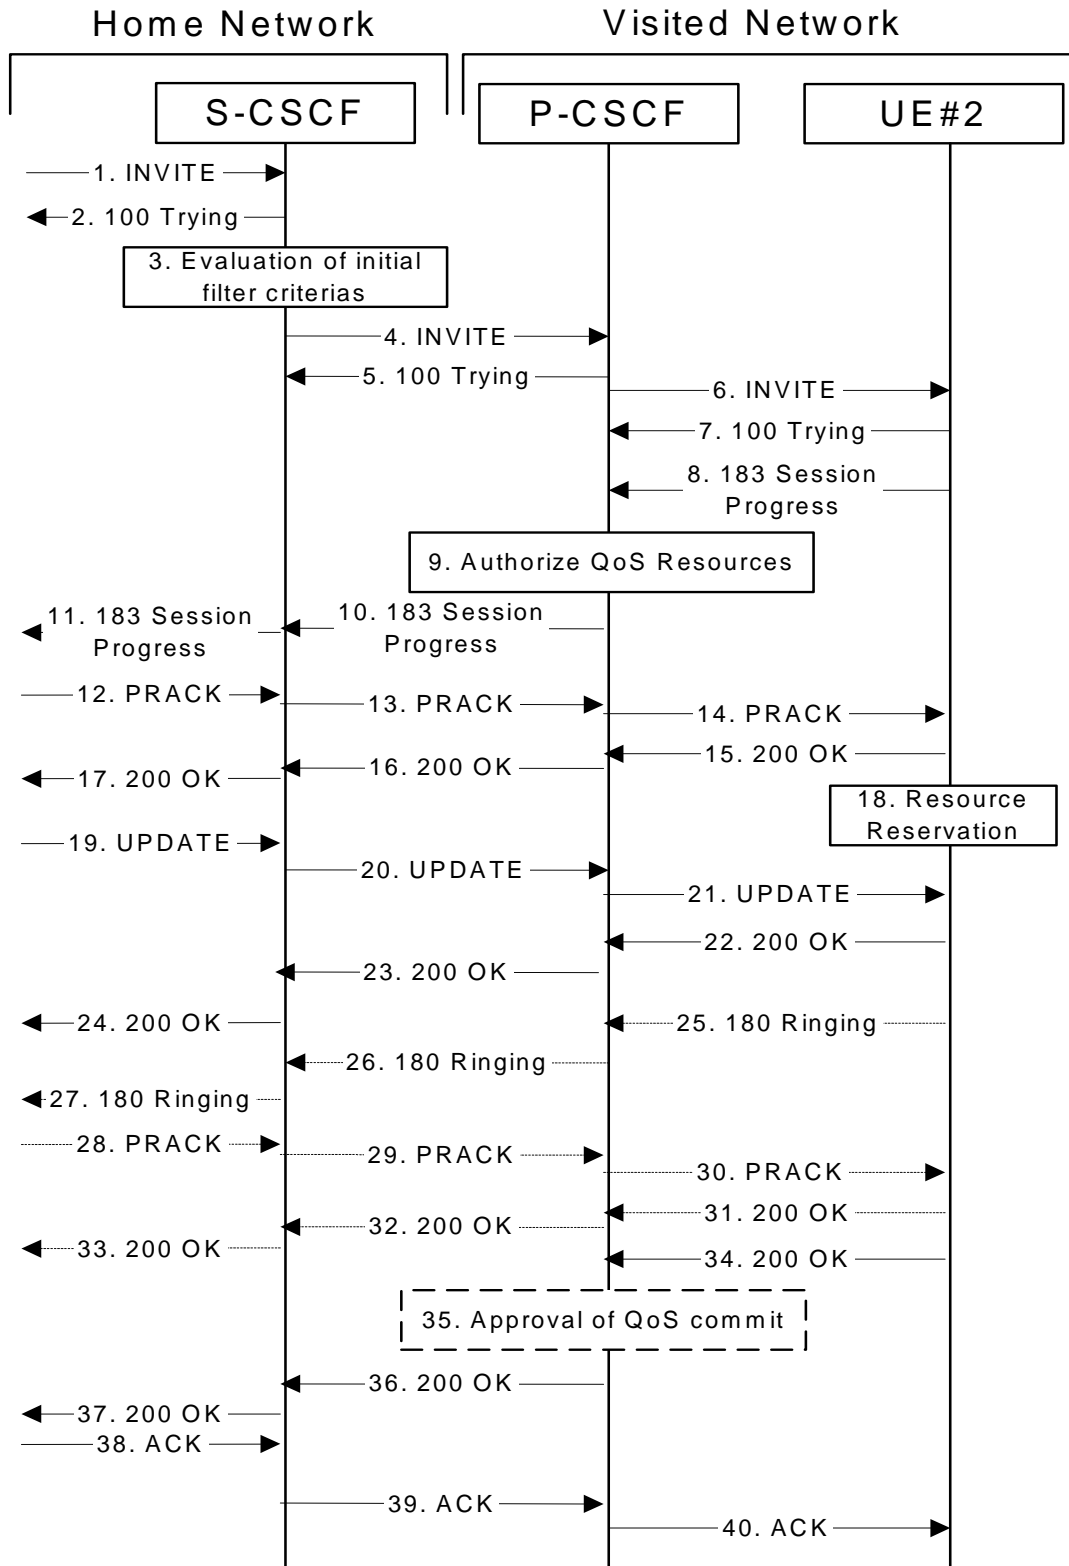 Home Network
Visited Network
S-CSCF
P-CSCF
UE#2
1. INVITE
2. 100 Trying
3. Evaluation of initial
filter criterias
4. INVITE
5. 100 Trying
6. INVITE
7. 100 Trying
8. 183 Session
Progress
9. Authorize QoS Resources
10. 183 Session
Progress
11. 183 Session
Progress
12. PRACK
13. PRACK
14. PRACK
15. 200 OK
16. 200 OK
17. 200 OK
18. Resource
Reservation
19. UPDATE
20. UPDATE
21. UPDATE
22. 200 OK
23. 200 OK
24. 200 OK
25. 180 Ringing
26. 180 Ringing
27. 180 Ringing
28. PRACK
29. PRACK
30. PRACK
31. 200 OK
32. 200 OK
33. 200 OK
34. 200 OK
35. Approval of QoS commit
36. 200 OK
37. 200 OK
38. ACK
39. ACK
40. ACK